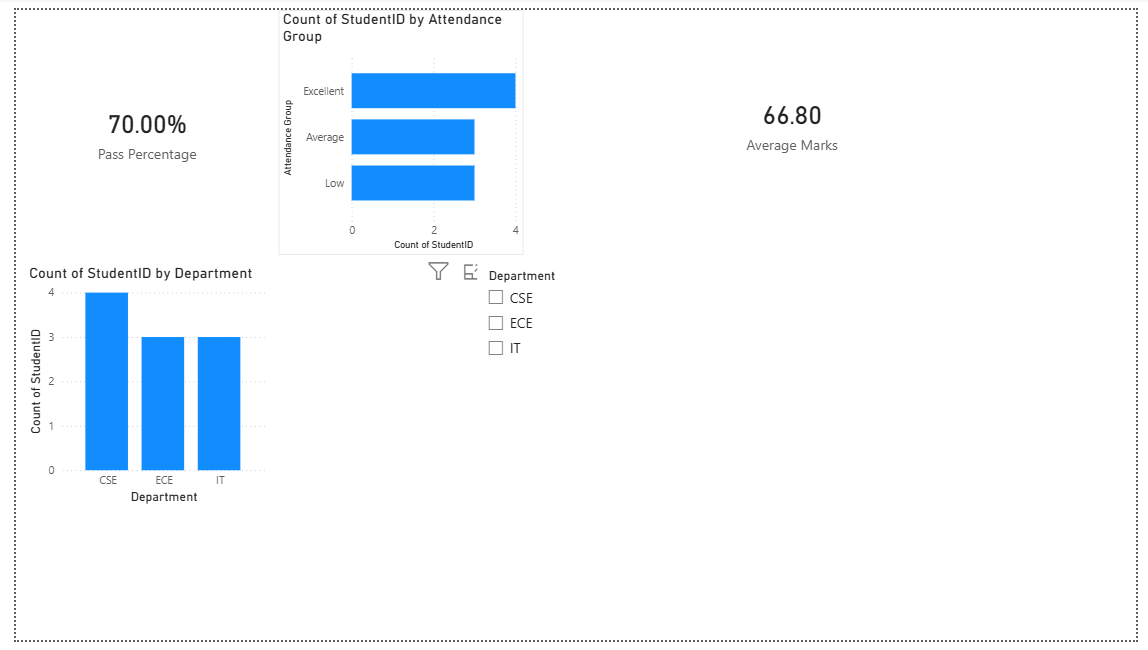 Count of StudentID by Attendance
Group
Attendance Group
Excellent
Average
Low
0 2 4
Count of StudentID
70.00%
Pass Percentage
66.80
Average Marks
Count of StudentID by Department
Count of StudentID
4
3
2
1
0
CSE ECE IT
Department
Department
CSE
ECE
IT